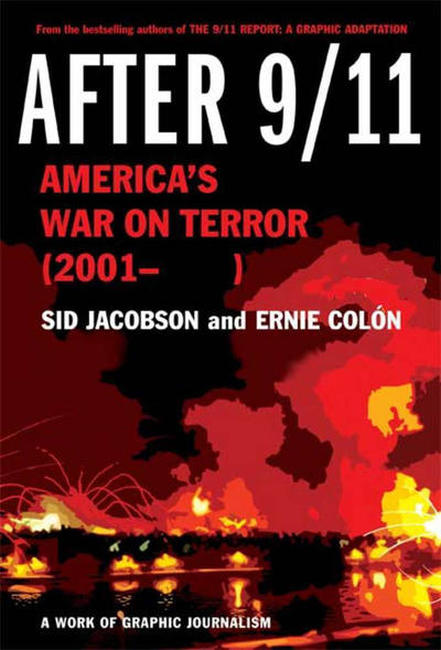 From the bestselling authors of THE 9/11 REPORT: A GRAPHIC ADAPTATION
AFTER 9/11
AMERICA'S
WAR ON TERROR
(2001–      )
SID JACOBSON and ERNIE COLÓN
A WORK OF GRAPHIC JOURNALISM